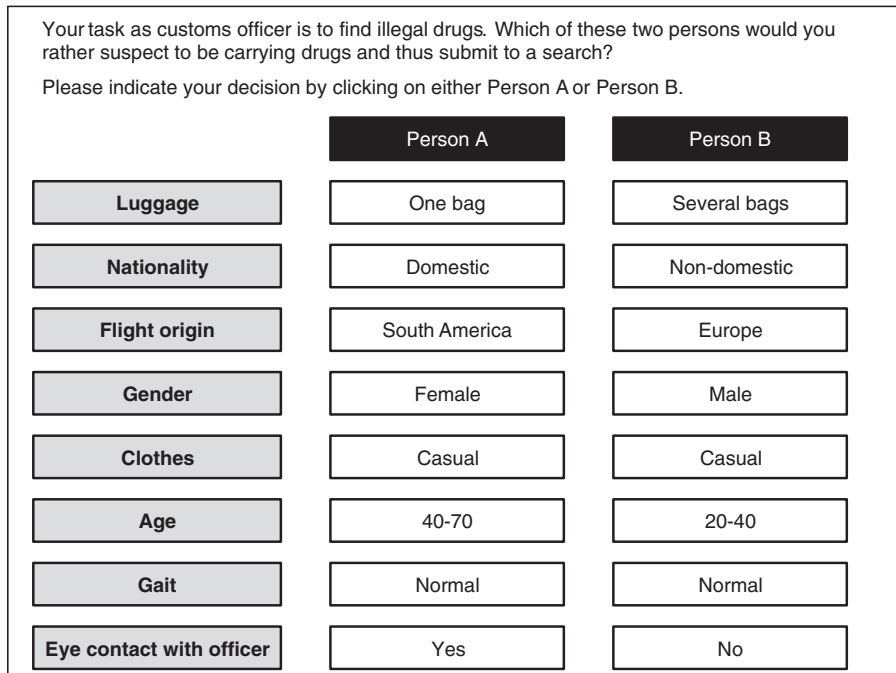 Your task as customs officer is to find illegal drugs. Which of these two persons would you
rather suspect to be carrying drugs and thus submit to a search?
Please indicate your decision by clicking on either Person A or Person B.
Person A Person B
Luggage One bag Several bags
Nationality Domestic Non-domestic
Flight origin South America Europe
Gender Female Male
Clothes Casual Casual
Age 40-70 20-40
Gait Normal Normal
Eye contact with officer Yes No